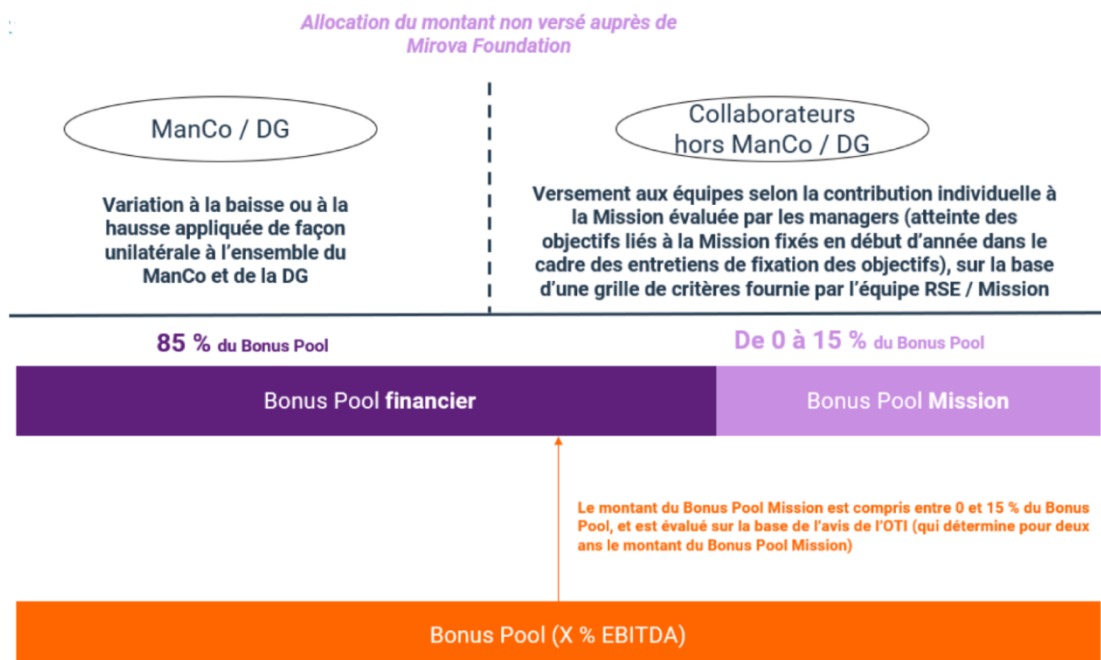 Allocation du montant non versé auprès de
Mirova Foundation
ManCo / DG
Variation à la baisse ou à la
hausse appliquée de façon
unilatérale à l'ensemble du
ManCo et de la DG
Collaborateurs
hors ManCo / DG
Versement aux équipes selon la contribution individuelle à
la Mission évaluée par les managers (atteinte des
objectifs liés à la Mission fixés en début d'année dans le
cadre des entretiens de fixation des objectifs), sur la base
d'une grille de critères fournie par l'équipe RSE / Mission
85 % du Bonus Pool
De 0 à 15 % du Bonus Pool
Bonus Pool financier
Bonus Pool Mission
Le montant du Bonus Pool Mission est compris entre 0 et 15 % du Bonus
Pool, et est évalué sur la base de l'avis de l'OTI (qui détermine pour deux
ans le montant du Bonus Pool Mission)
Bonus Pool (X % EBITDA)